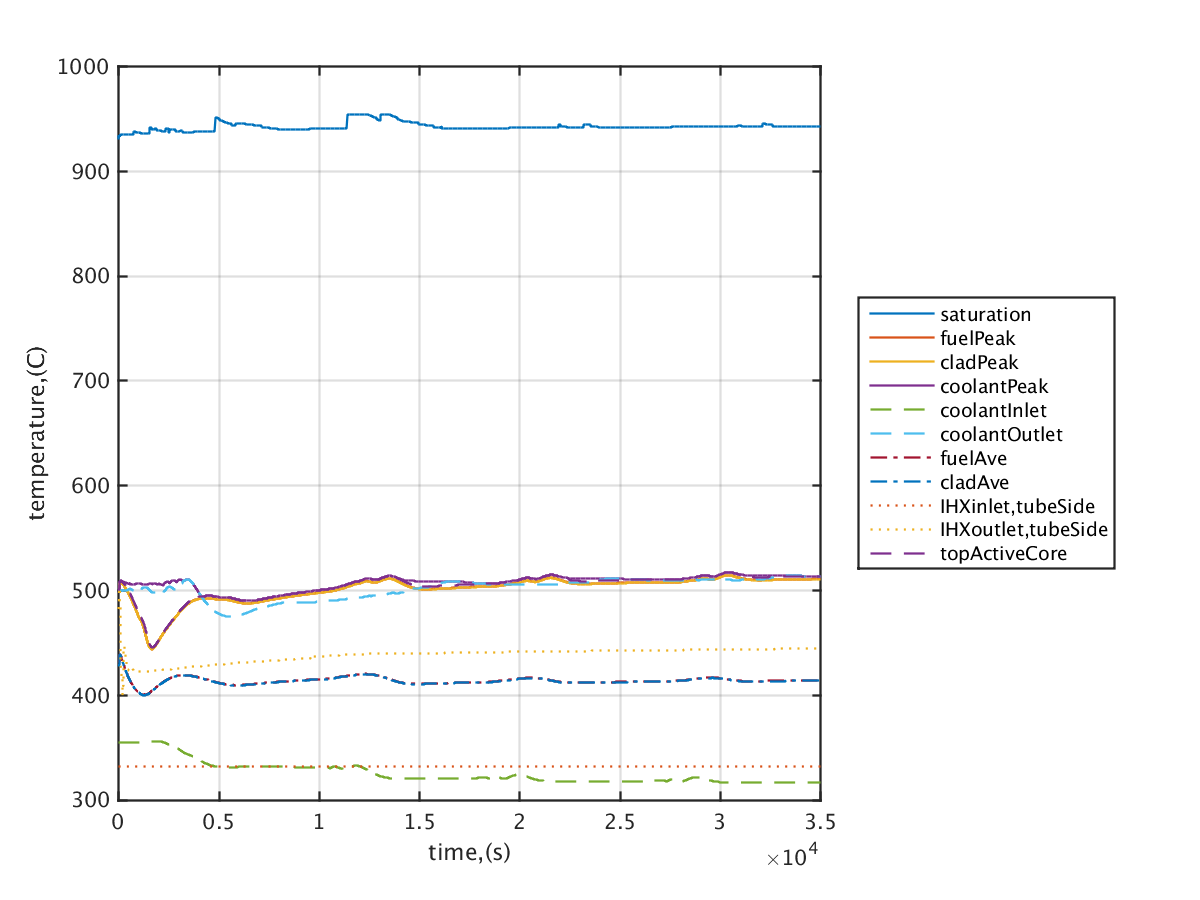 1000
900
800
700
600
500
400
300
temperature,(C)
0 0.5 1 1.5 2 2.5 3 3.5
time,(s)
×10^4
saturation
fuelPeak
cladPeak
coolantPeak
coolantInlet
coolantOutlet
fuelAve
cladAve
IHXinlet,tubeSide
IHXoutlet,tubeSide
topActiveCore